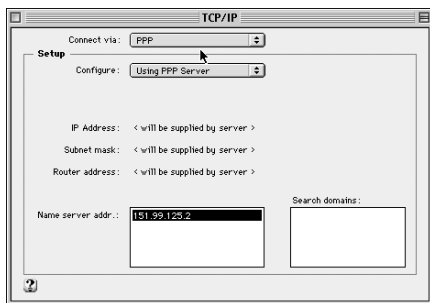 TCP/IP
Connect via: PPP
Setup
Configure: Using PPP Server
IP Address: < will be supplied by server >
Subnet mask: < will be supplied by server >
Router address: < will be supplied by server >
Search domains:
Name server addr.: 151.99.125.2
?